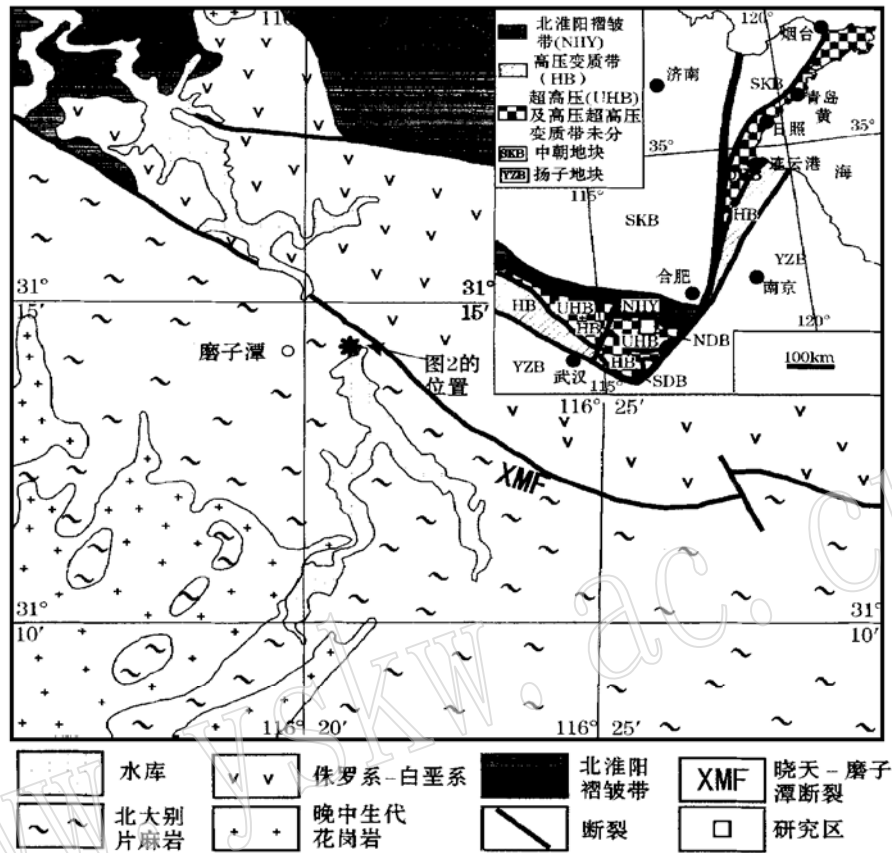 116°
31°
15′
31°
15′
磨子潭
图2的
位置
XMF
116° 25′
31°
10′
31°
10′
116° 20′
116° 25′
北淮阳褶皱
带(NHY)
高压变质带
(HB)
超高压(UHB)
及高压超高压
变质带未分
SKB 中朝地块
YZB 扬子地块
120°
烟台
济南
SKB
青岛
黄
日照
35°
35°
连云港
海
115°
HB
SKB
YZB
合肥
南京
HB
UHB
NHY
120°
HB
UHB
NDB
YZB
武汉
HB
115°
SDB
100km
水库
侏罗系-白垩系
北淮阳
褶皱带
XMF
晓天-磨子
潭断裂
北大别
片麻岩
晚中生代
花岗岩
断裂
研究区
www.yskw.ac.cn